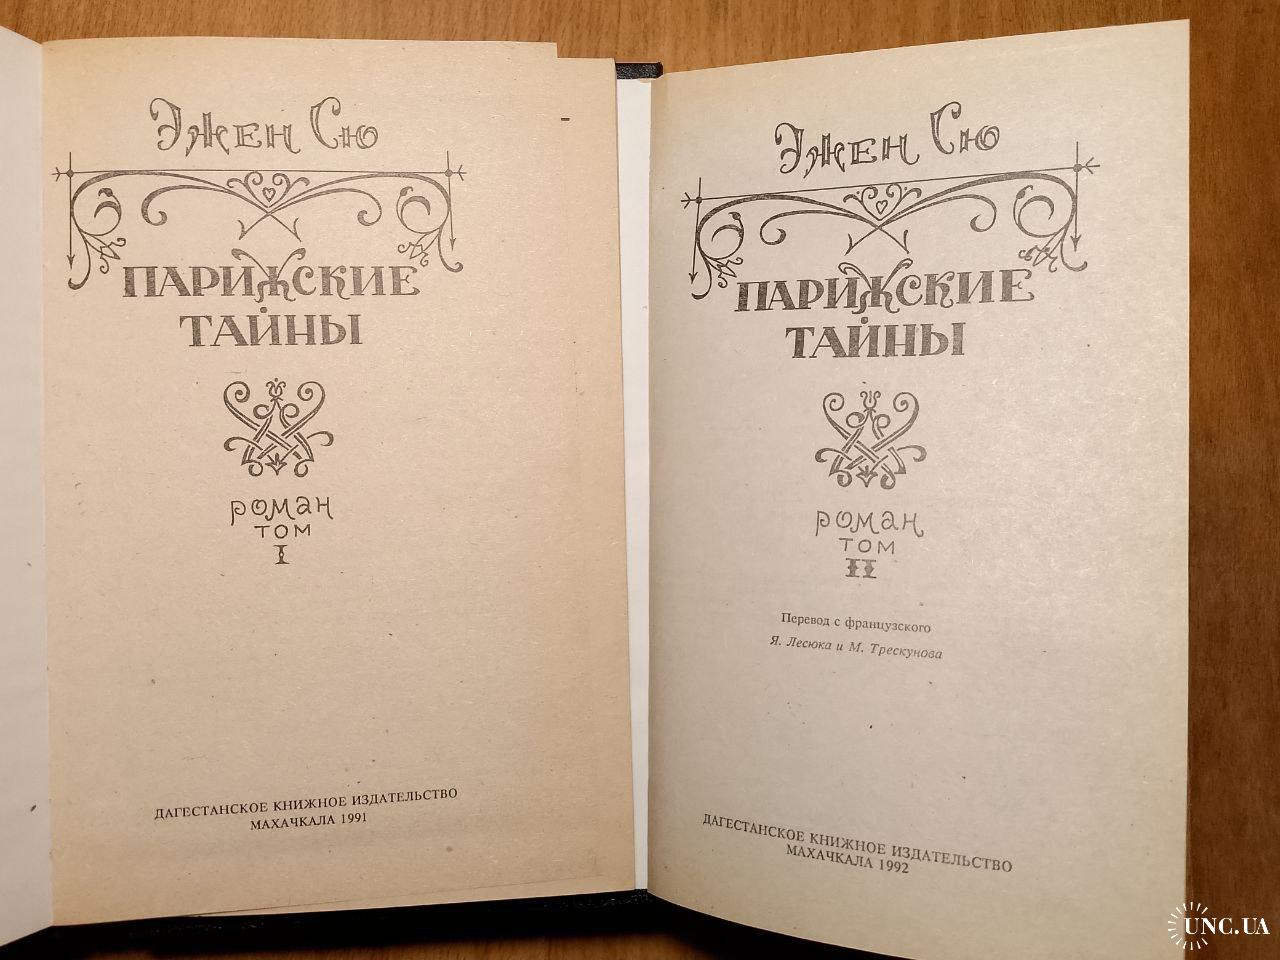 Эжен Сю
ПАРИЖСКИЕ
ТАЙНЫ
роман
том
I
ДАГЕСТАНСКОЕ КНИЖНОЕ ИЗДАТЕЛЬСТВО
МАХАЧКАЛА 1991
Эжен Сю
ПАРИЖСКИЕ
ТАЙНЫ
роман
том
II
Перевод с французского
Я. Лесюка и М. Трескунова
ДАГЕСТАНСКОЕ КНИЖНОЕ ИЗДАТЕЛЬСТВО
МАХАЧКАЛА 1992
UNC.UA